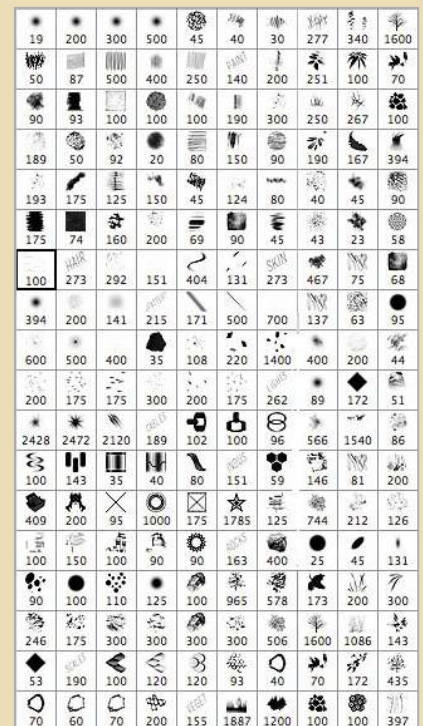 19 200 300 500 45 40 30 277 340 1600
PAINT
50 87 500 400 250 140 200 251 100 70
90 93 100 100 100 190 300 250 267 100
189 50 92 20 80 150 90 190 167 394
193 175 125 150 45 124 80 40 45 90
175 74 160 200 69 90 45 43 23 58
HAIR SKIN
100 273 292 151 404 131 273 467 75 68
394 200 141 215 171 500 700 137 63 95
600 500 400 35 108 220 1400 400 200 44
LIGHTS
200 175 175 300 200 175 262 89 172 51
CABLES
2428 2472 2120 189 102 100 96 566 1540 86
INDUS
100 143 35 40 80 151 59 146 81 200
409 200 95 1000 175 1785 125 744 212 126
ROCKS
100 150 100 90 90 163 400 25 45 131
90 100 110 125 100 965 578 173 200 300
246 175 300 300 300 300 506 1600 1086 143
SCALES
53 190 100 120 120 93 40 70 172 435
VEGET
70 60 70 200 155 1887 1200 100 100 397